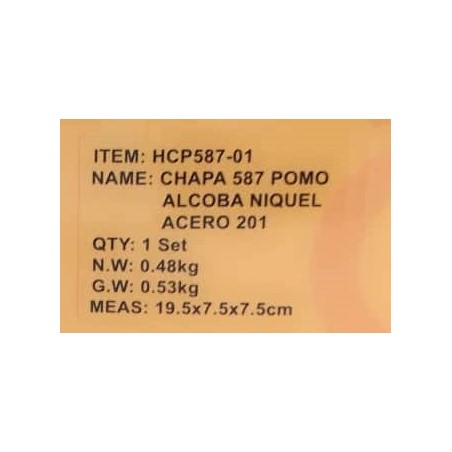 ITEM: HCP587-01
NAME: CHAPA 587 POMO
ALCOBA NIQUEL
ACERO 201
QTY: 1 Set
N.W: 0.48kg
G.W: 0.53kg
MEAS: 19.5x7.5x7.5cm